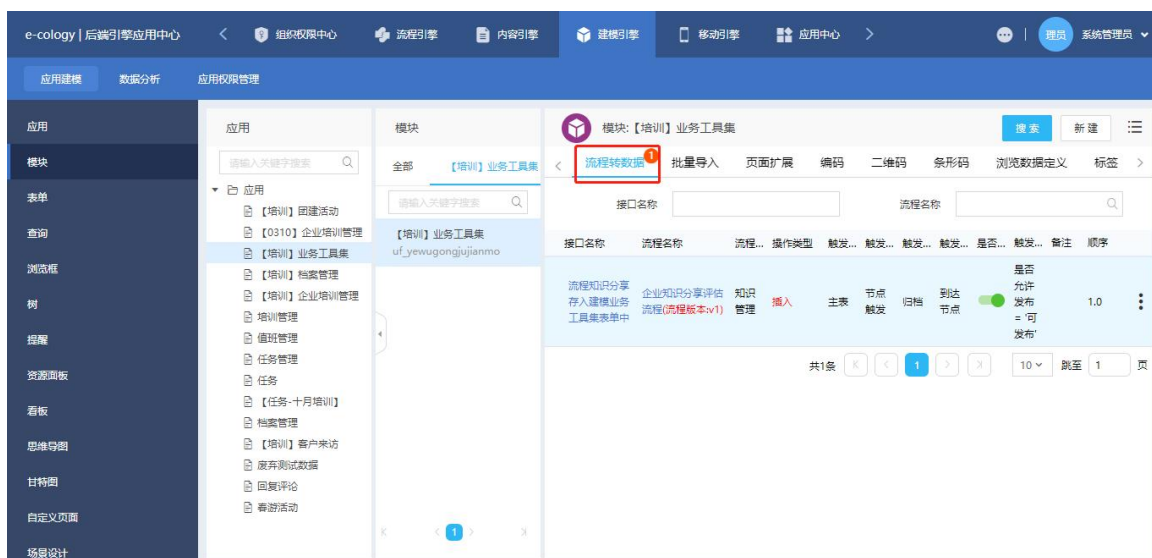 e-cology | 后端引擎应用中心 组织权限中心 流程引擎 内容引擎 建模引擎 移动引擎 应用中心 理员 系统管理员
应用建模 数据分析 应用权限管理
应用
模块
表单
查询
浏览框
树
提醒
资源面板
看板
思维导图
甘特图
自定义页面
场景设计
应用
请输入关键字搜索
应用
【培训】团建活动
【0310】企业培训管理
【培训】业务工具集
【培训】档案管理
【培训】企业培训管理
培训管理
值班管理
任务管理
任务
【任务-十月培训】
档案管理
【培训】客户来访
废弃测试数据
回复评论
春游活动
模块
全部 【培训】业务工具集
请输入关键字搜索
【培训】业务工具集
uf_yewugongjujianmo
1
模块:【培训】业务工具集 搜索 新建
流程转数据 1 批量导入 页面扩展 编码 二维码 条形码 浏览数据定义 标签
接口名称 流程名称
接口名称 流程名称 流程... 操作类型 触发... 触发... 触发... 触发... 是否... 触发... 备注 顺序
流程知识分享
存入建模业务
工具集表单中
企业知识分享评估
流程(流程版本:v1)
知识
管理
插入
主表
节点
触发
归档
到达
节点
是否
允许
发布
= '可
发布'
1.0
共1条 1 10 跳至 1 页